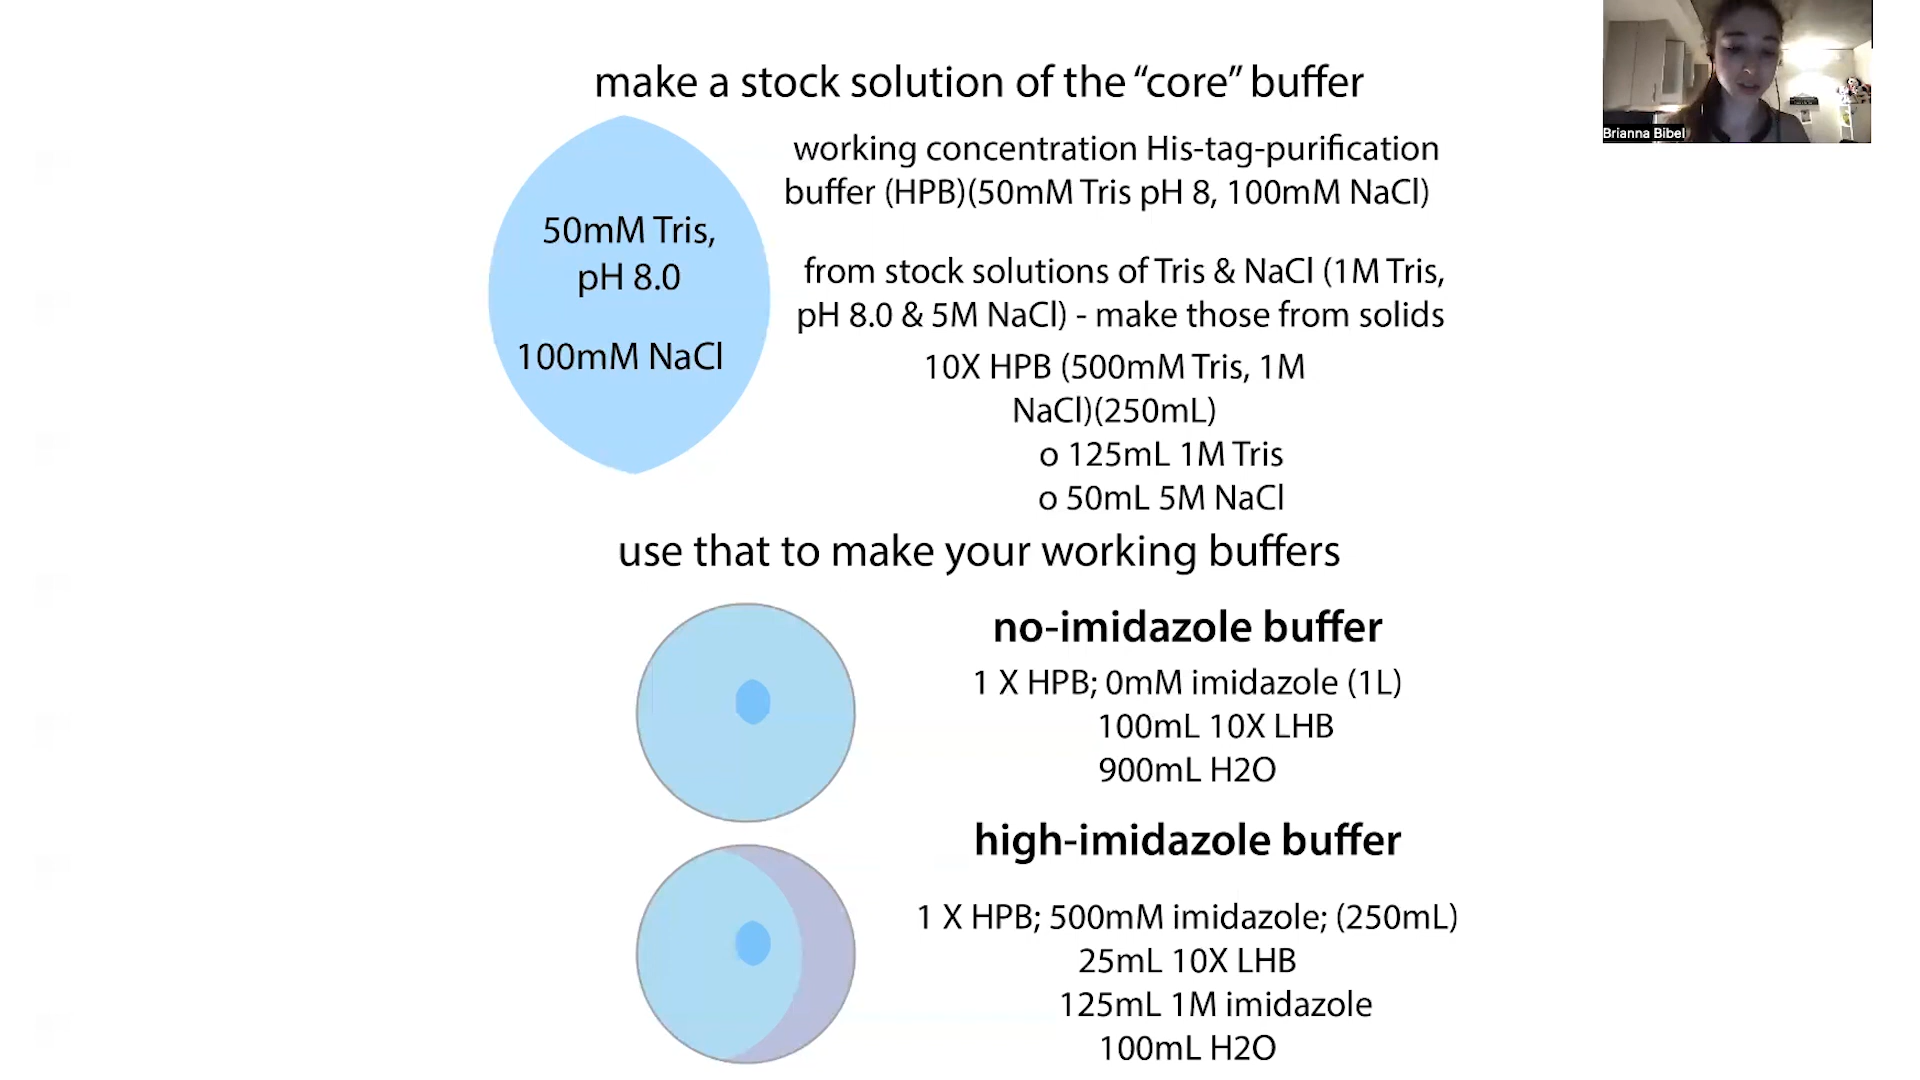 make a stock solution of the “core” buffer
Brianna Bibel
working concentration His-tag-purification
buffer (HPB)(50mM Tris pH 8, 100mM NaCl)
50mM Tris,
pH 8.0
100mM NaCl
from stock solutions of Tris & NaCl (1M Tris,
pH 8.0 & 5M NaCl) - make those from solids
10X HPB (500mM Tris, 1M
NaCl)(250mL)
o 125mL 1M Tris
o 50mL 5M NaCl
use that to make your working buffers
no-imidazole buffer
1 X HPB; 0mM imidazole (1L)
100mL 10X LHB
900mL H2O
high-imidazole buffer
1 X HPB; 500mM imidazole; (250mL)
25mL 10X LHB
125mL 1M imidazole
100mL H2O